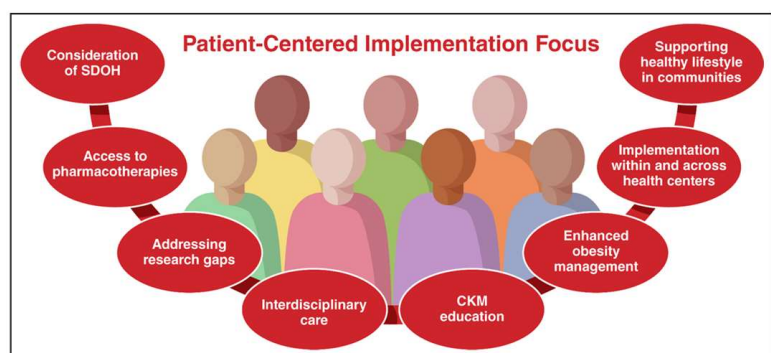 Patient-Centered Implementation Focus
Consideration
of SDOH
Access to
pharmacotherapies
Addressing
research gaps
Interdisciplinary
care
CKM
education
Enhanced
obesity
management
Implementation
within and across
health centers
Supporting
healthy lifestyle
in communities